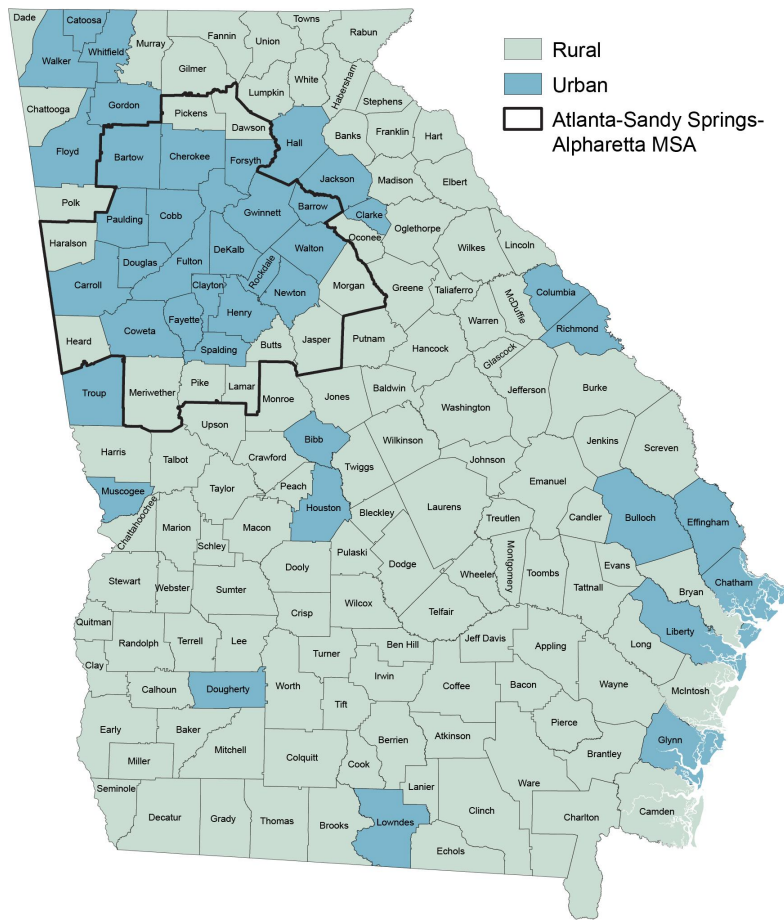 Dade
Catoosa
Towns
Rabun
Fannin
Union
Murray
Whitfield
Walker
Gilmer
White
Habersham
Lumpkin
Stephens
Chattooga
Gordon
Pickens
Dawson
Banks
Franklin
Hart
Hall
Floyd
Bartow
Cherokee
Forsyth
Jackson
Madison
Elbert
Polk
Paulding
Cobb
Gwinnett
Barrow
Clarke
Oconee
Oglethorpe
Wilkes
Lincoln
Haralson
Douglas
Fulton
DeKalb
Rockdale
Walton
Carroll
Clayton
Newton
Morgan
Greene
Taliaferro
McDuffie
Columbia
Richmond
Heard
Coweta
Fayette
Henry
Spalding
Butts
Jasper
Putnam
Hancock
Warren
Glascock
Troup
Meriwether
Pike
Lamar
Monroe
Jones
Baldwin
Washington
Jefferson
Burke
Upson
Harris
Talbot
Crawford
Bibb
Twiggs
Wilkinson
Johnson
Jenkins
Screven
Emanuel
Muscogee
Chattahoochee
Taylor
Peach
Houston
Bleckley
Laurens
Treutlen
Candler
Bulloch
Effingham
Marion
Schley
Macon
Pulaski
Dodge
Wheeler
Montgomery
Toombs
Tattnall
Evans
Bryan
Chatham
Stewart
Webster
Sumter
Dooly
Crisp
Wilcox
Telfair
Liberty
Long
Quitman
Randolph
Terrell
Lee
Turner
Ben Hill
Jeff Davis
Appling
Wayne
McIntosh
Clay
Calhoun
Dougherty
Worth
Tift
Irwin
Coffee
Bacon
Pierce
Early
Baker
Mitchell
Colquitt
Berrien
Atkinson
Brantley
Glynn
Miller
Cook
Lanier
Ware
Seminole
Decatur
Grady
Thomas
Brooks
Lowndes
Clinch
Echols
Charlton
Camden
Rural
Urban
Atlanta-Sandy Springs-
Alpharetta MSA